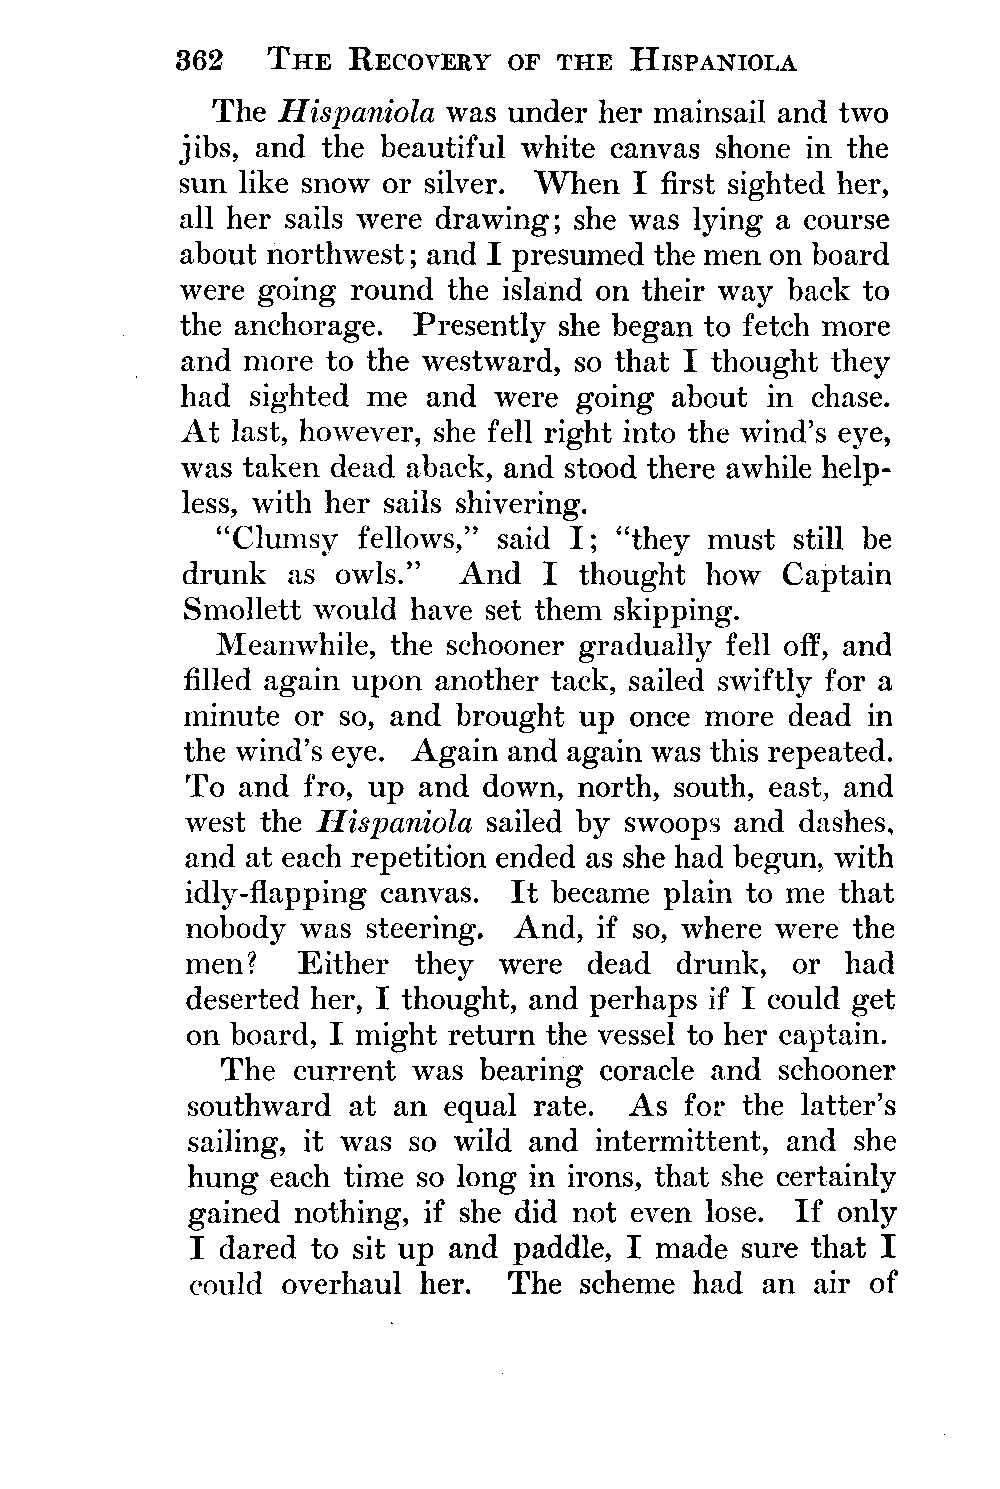 362 The Recovery of the Hispaniola
The Hispaniola was under her mainsail and two
jibs, and the beautiful white canvas shone in the
sun like snow or silver. When I first sighted her,
all her sails were drawing; she was lying a course
about northwest; and I presumed the men on board
were going round the island on their way back to
the anchorage. Presently she began to fetch more
and more to the westward, so that I thought they
had sighted me and were going about in chase.
At last, however, she fell right into the wind's eye,
was taken dead aback, and stood there awhile help-
less, with her sails shivering.
"Clumsy fellows," said I; "they must still be
drunk as owls." And I thought how Captain
Smollett would have set them skipping.
Meanwhile, the schooner gradually fell off, and
filled again upon another tack, sailed swiftly for a
minute or so, and brought up once more dead in
the wind's eye. Again and again was this repeated.
To and fro, up and down, north, south, east, and
west the Hispaniola sailed by swoops and dashes,
and at each repetition ended as she had begun, with
idly-flapping canvas. It became plain to me that
nobody was steering. And, if so, where were the
men? Either they were dead drunk, or had
deserted her, I thought, and perhaps if I could get
on board, I might return the vessel to her captain.
The current was bearing coracle and schooner
southward at an equal rate. As for the latter's
sailing, it was so wild and intermittent, and she
hung each time so long in irons, that she certainly
gained nothing, if she did not even lose. If only
I dared to sit up and paddle, I made sure that I
could overhaul her. The scheme had an air of